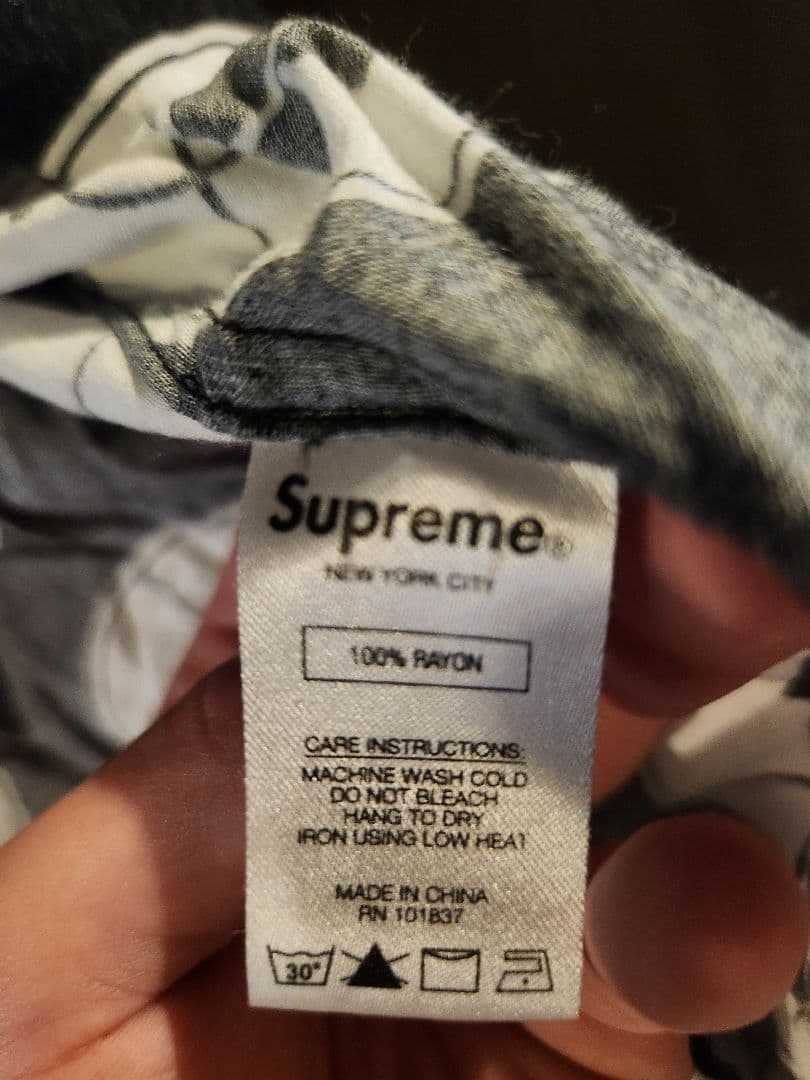 Supreme®
NEW YORK CITY
100% RAYON
CARE INSTRUCTIONS:
MACHINE WASH COLD
DO NOT BLEACH
HANG TO DRY
IRON USING LOW HEAT
MADE IN CHINA
RN 101837
30°